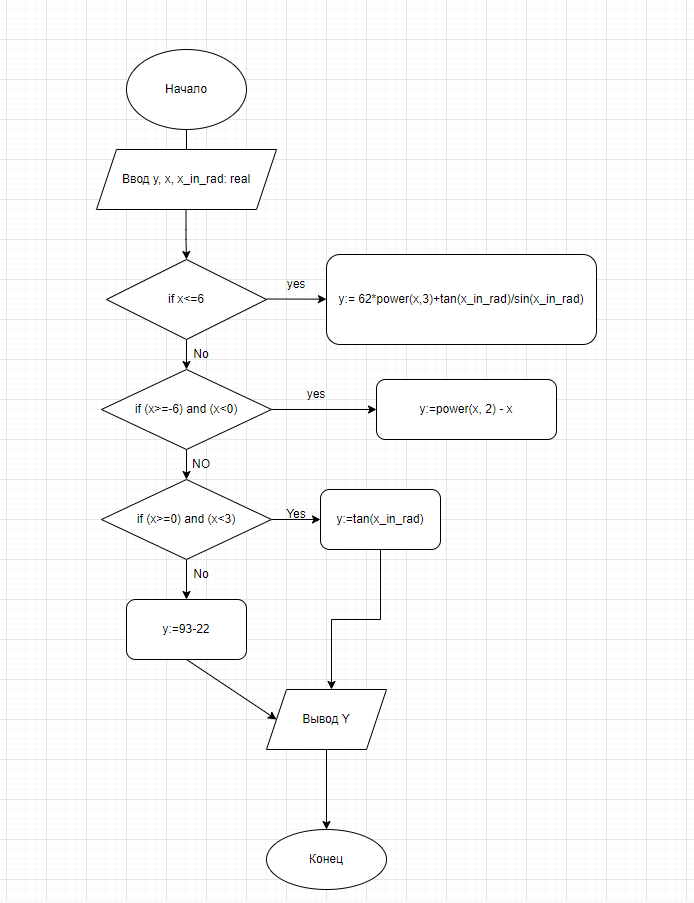 Начало
Ввод y, x, x_in_rad: real
if x<=6
yes
y:= 62*power(x,3)+tan(x_in_rad)/sin(x_in_rad)
No
if (x>=-6) and (x<0)
yes
y:=power(x, 2) - x
NO
if (x>=0) and (x<3)
Yes
y:=tan(x_in_rad)
No
y:=93-22
Вывод Y
Конец